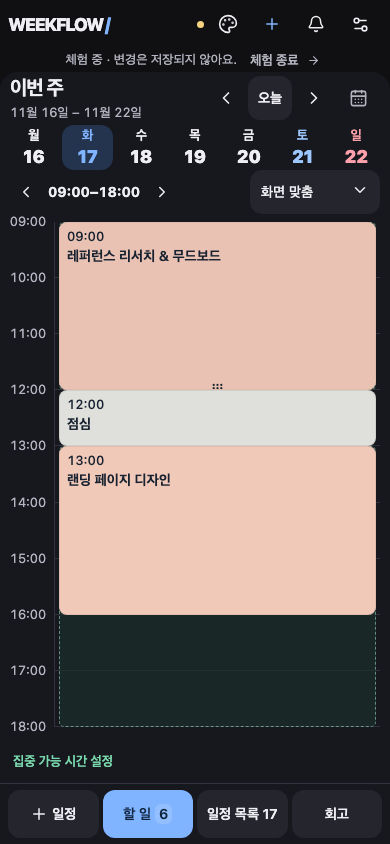 WEEKFLOW/
체험 중 · 변경은 저장되지 않아요. 체험 종료 →
이번 주
11월 16일 – 11월 22일
오늘
월 화 수 목 금 토 일
16 17 18 19 20 21 22
09:00–18:00
화면 맞춤
09:00
09:00
레퍼런스 리서치 & 무드보드
10:00
11:00
12:00
12:00
점심
13:00
13:00
랜딩 페이지 디자인
14:00
15:00
16:00
17:00
18:00
집중 가능 시간 설정
+ 일정
할 일 6
일정 목록 17
회고